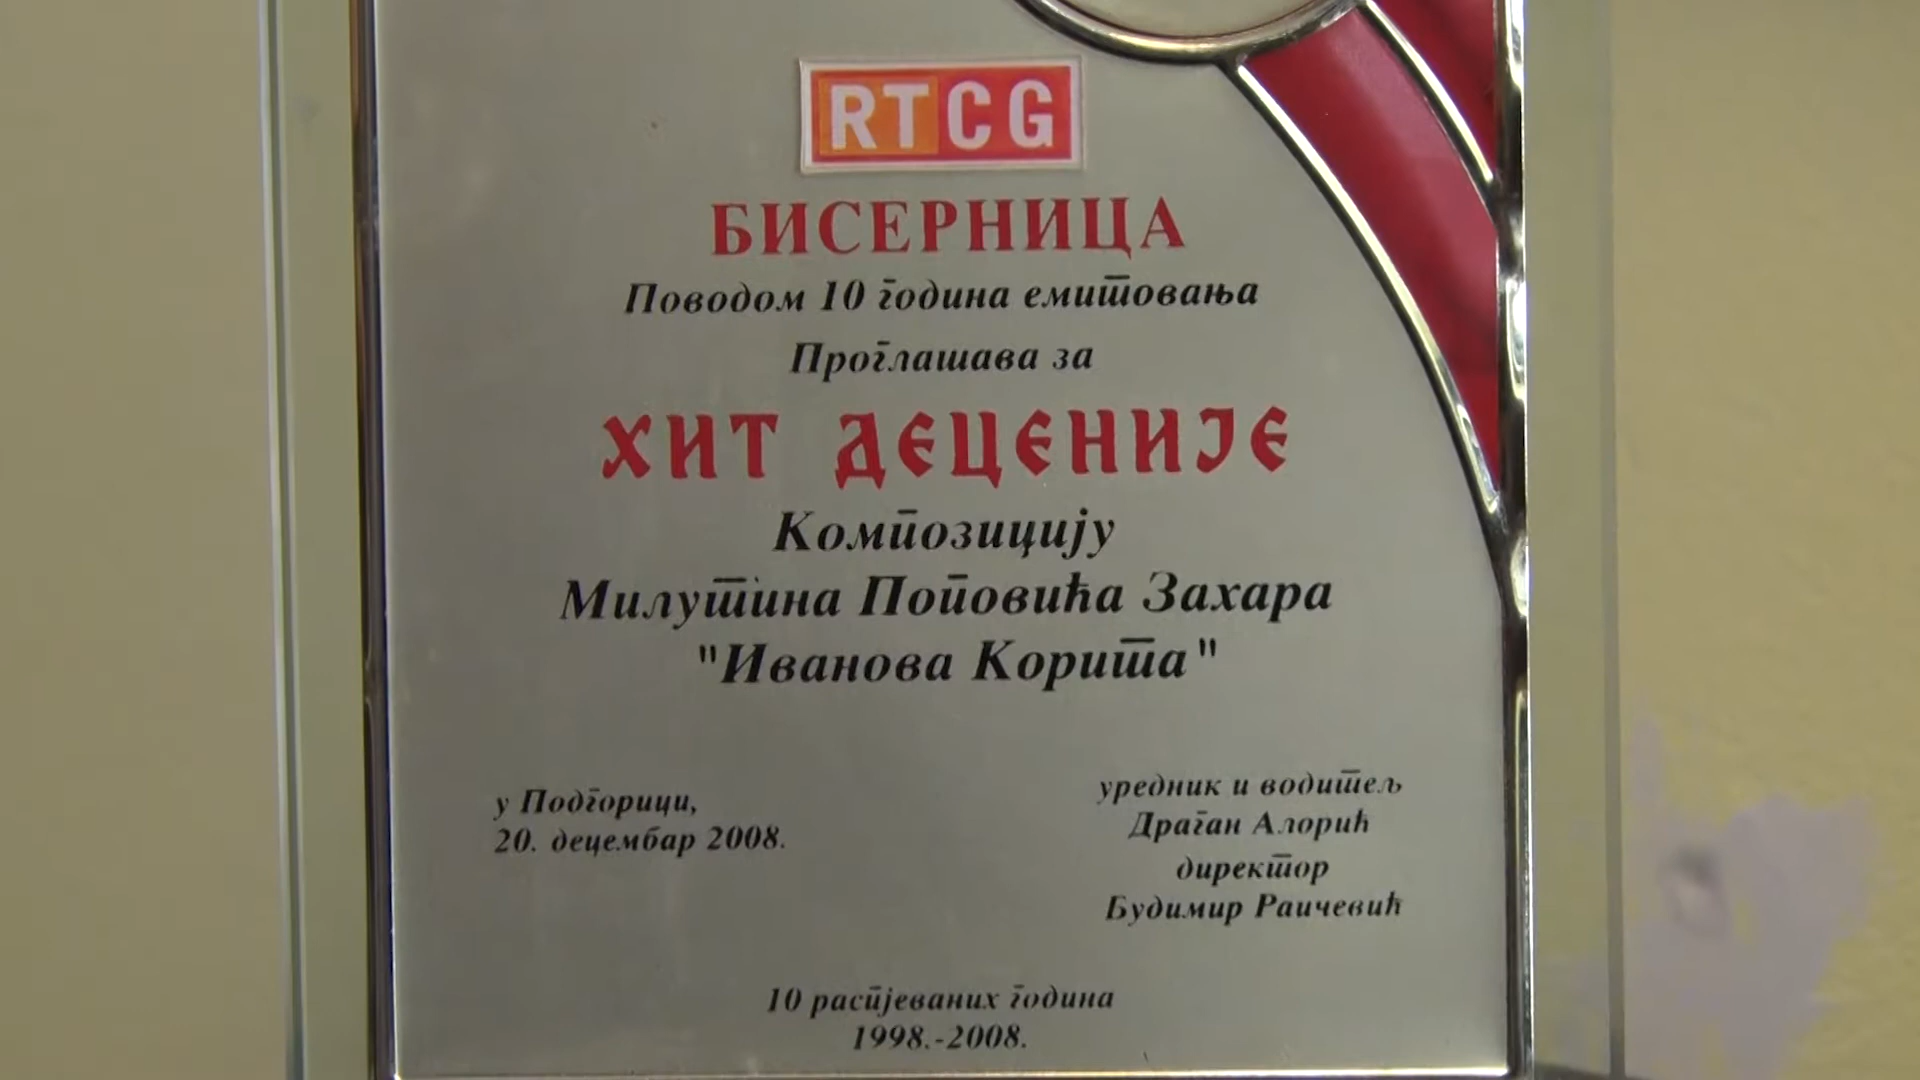 RTCG
БИСЕРНИЦА
Поводом 10 година емитовања
Проглашава за
ХИТ ДЕЦЕНИЈЕ
Композицију
Милутина Поповића Захара
"Иванова Корита"
у Подгорици,
20. децембар 2008.
уредник и водитељ
Драган Алорић
директор
Будимир Раичевић
10 распјеваних година
1998.-2008.